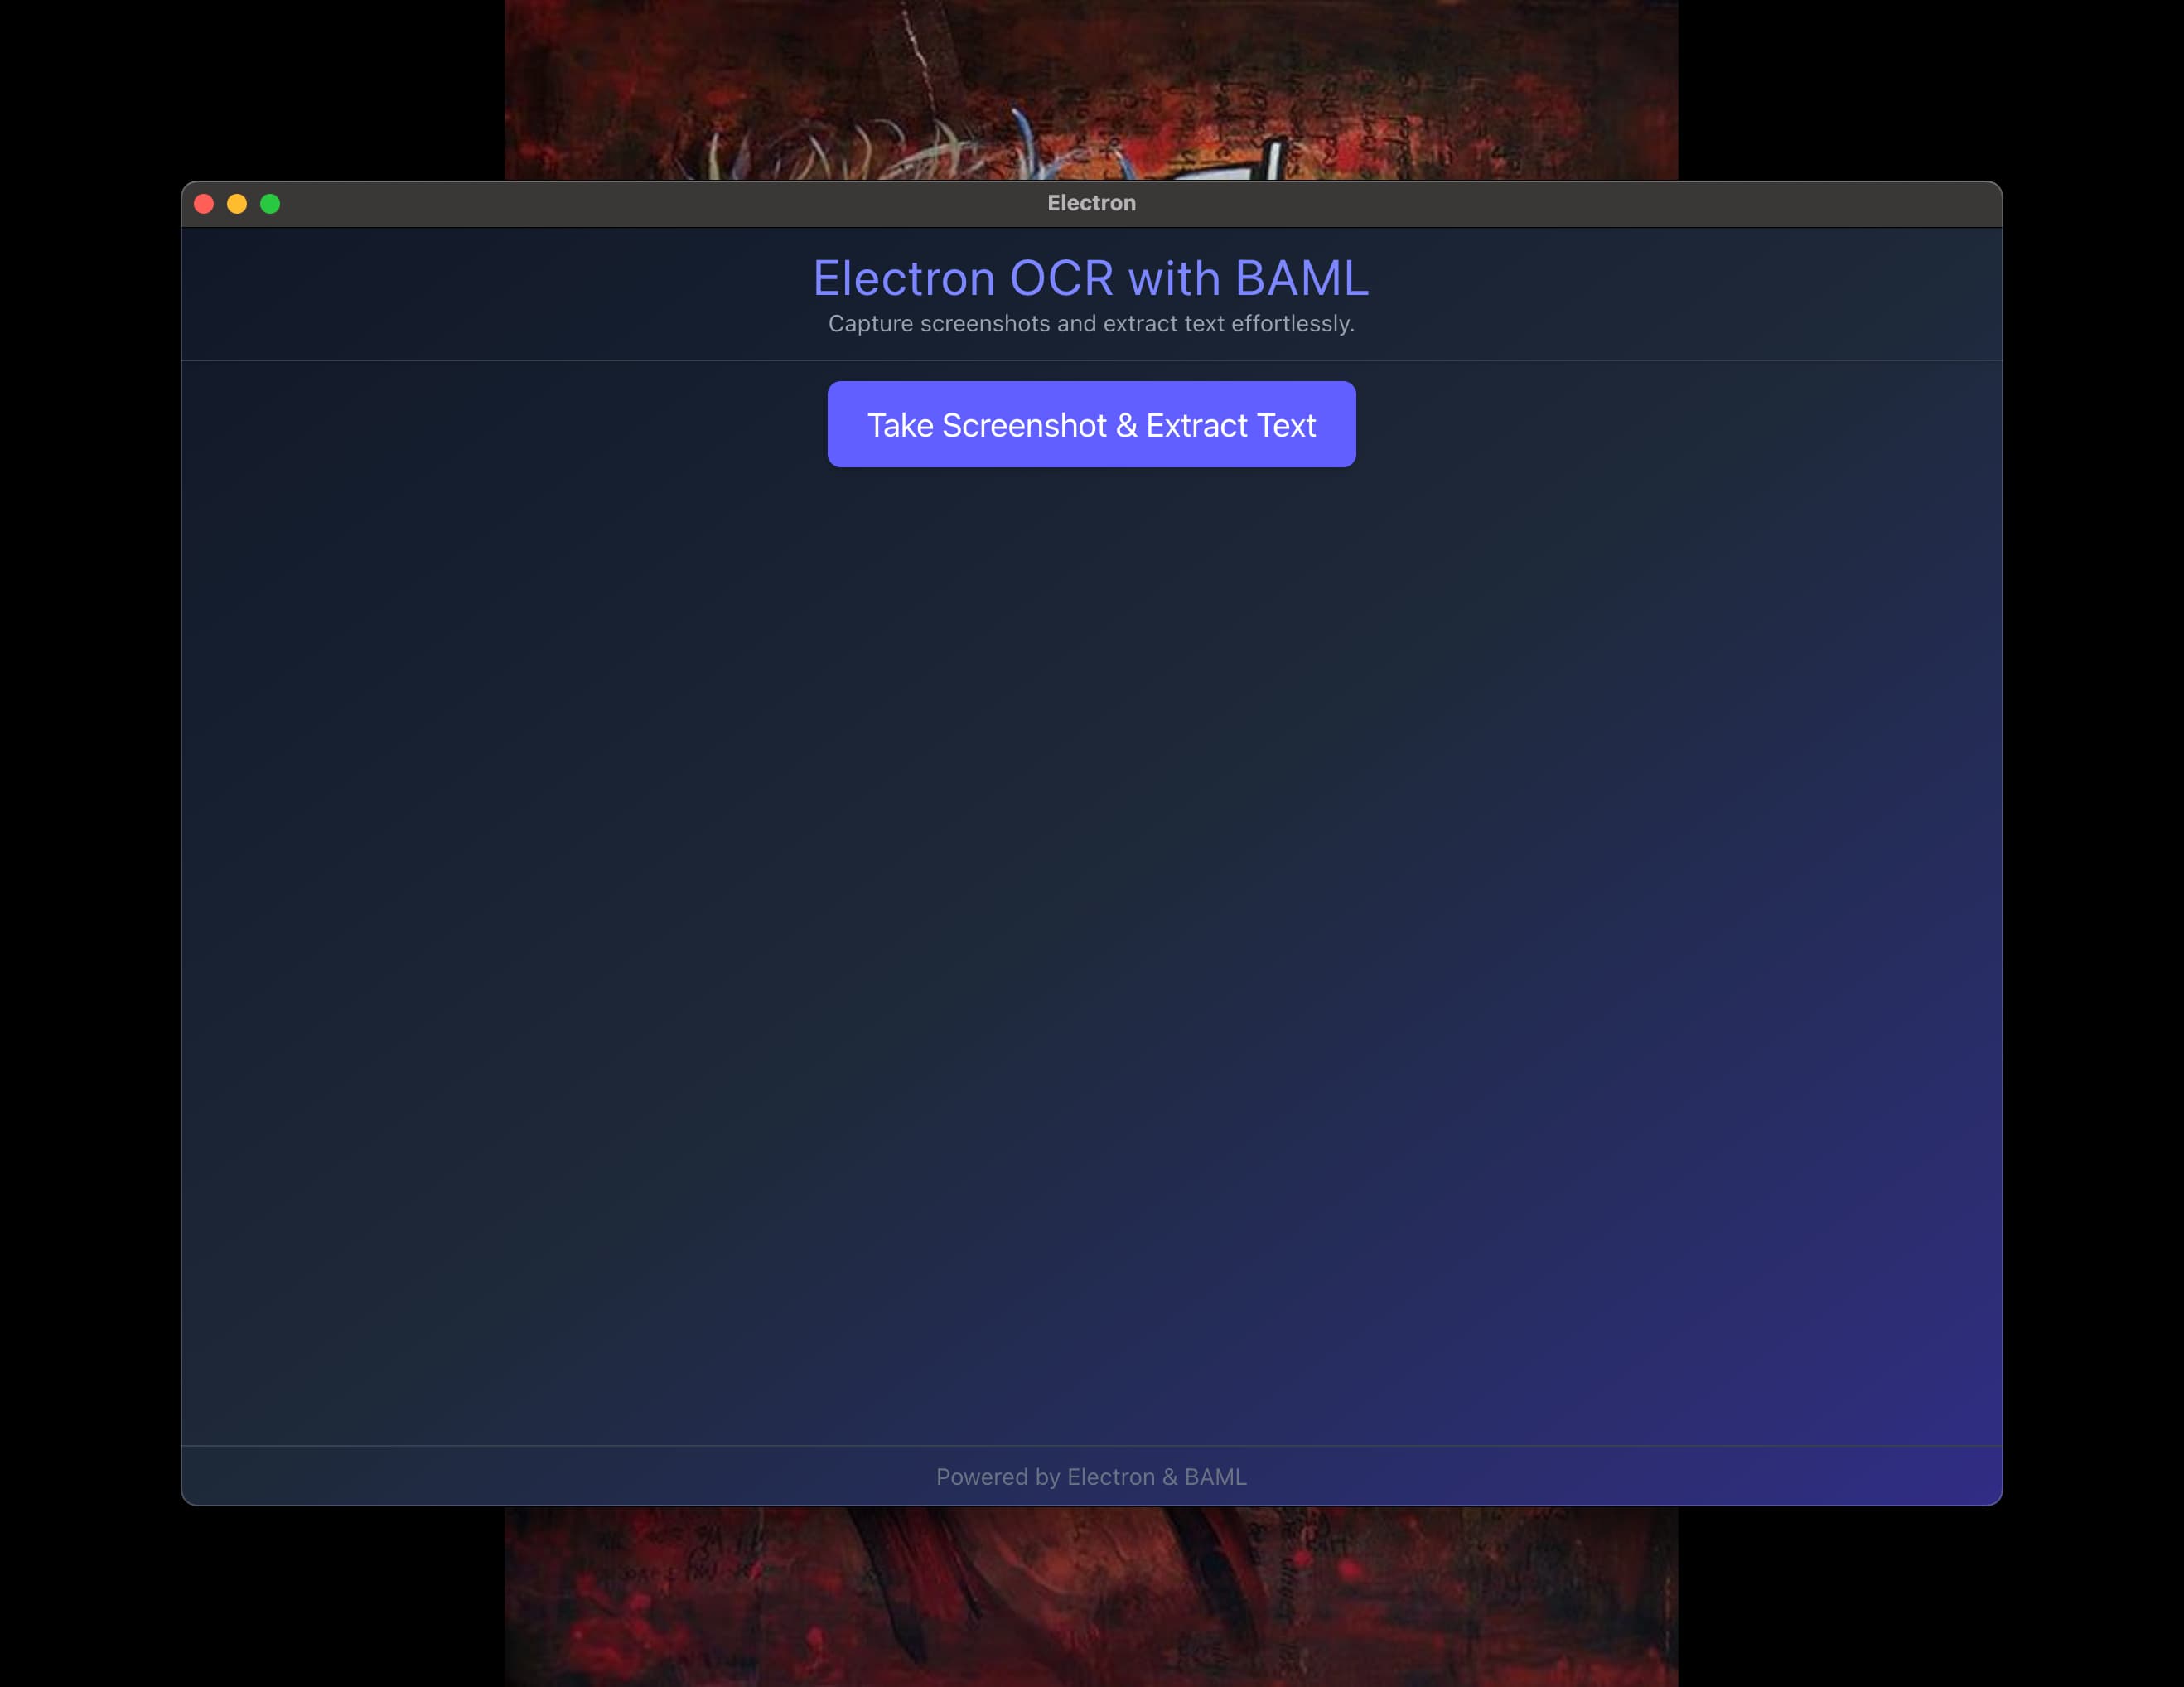 Electron
Electron OCR with BAML
Capture screenshots and extract text effortlessly.
Take Screenshot & Extract Text
Powered by Electron & BAML